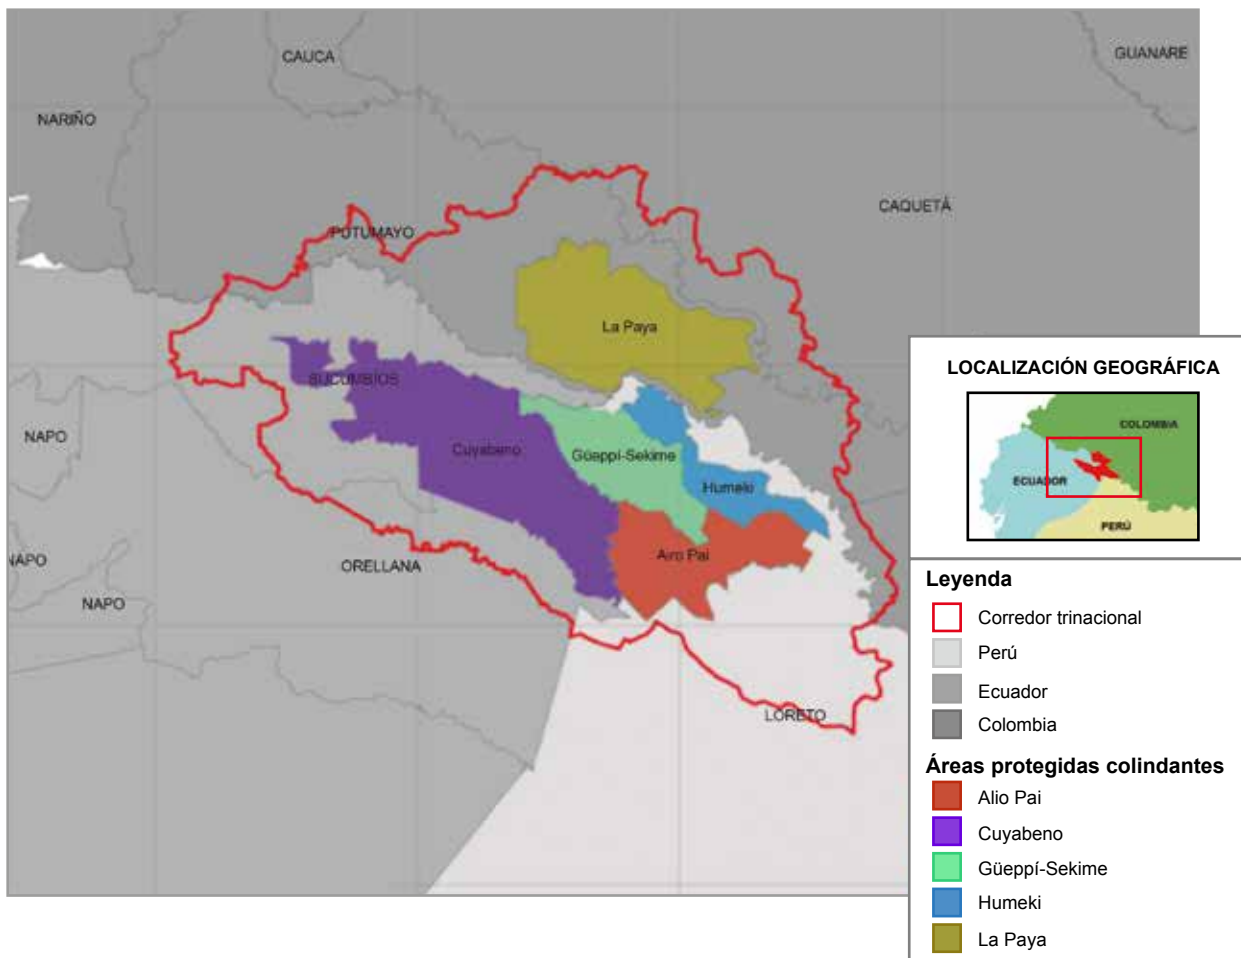 CAUCA
GUANARE
NARIÑO
CAQUETÁ
PUTUMAYO
La Paya
SUCUMBÍOS
NAPO
Cuyabeno
Güeppí-Sekime
Humeki
NAPO
ORELLANA
Airo Pai
NAPO
LORETO
LOCALIZACIÓN GEOGRÁFICA
COLOMBIA
ECUADOR
PERÚ
Leyenda
Corredor trinacional
Perú
Ecuador
Colombia
Áreas protegidas colindantes
Alio Pai
Cuyabeno
Güeppí-Sekime
Humeki
La Paya